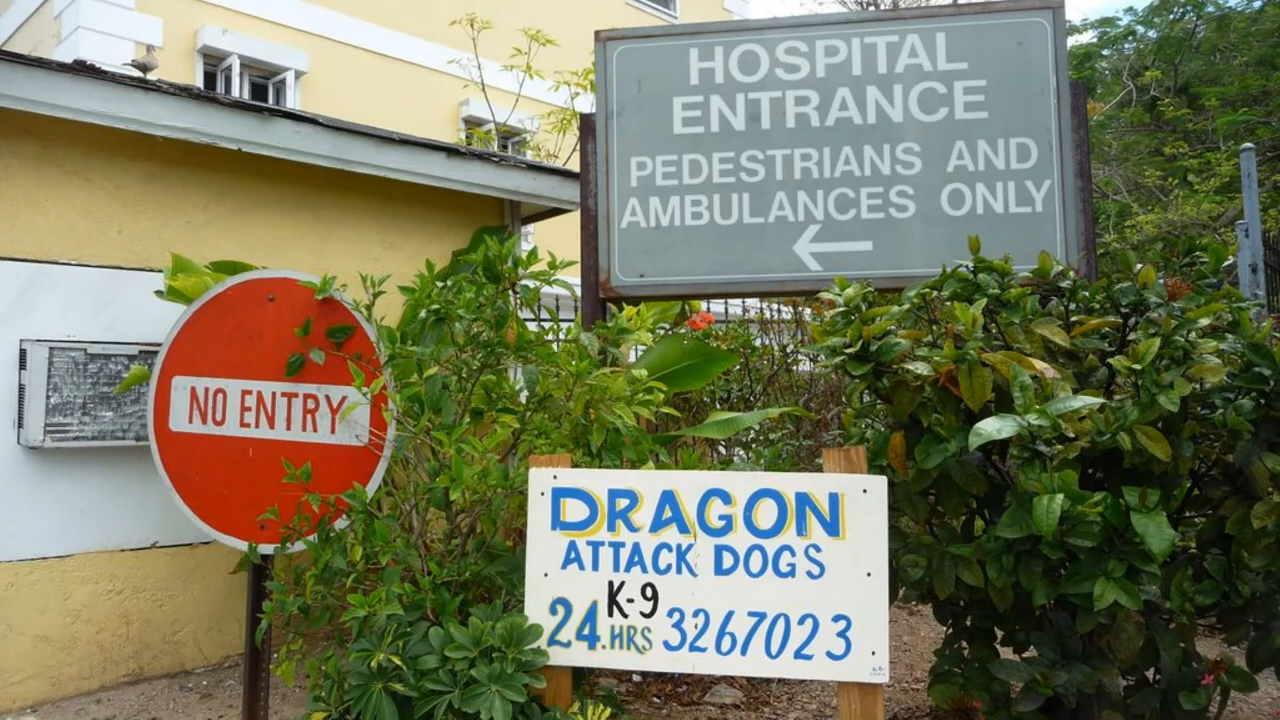 HOSPITAL
ENTRANCE
PEDESTRIANS AND
AMBULANCES ONLY
←
NO ENTRY
DRAGON
ATTACK DOGS
K-9
24.HRS 3267023